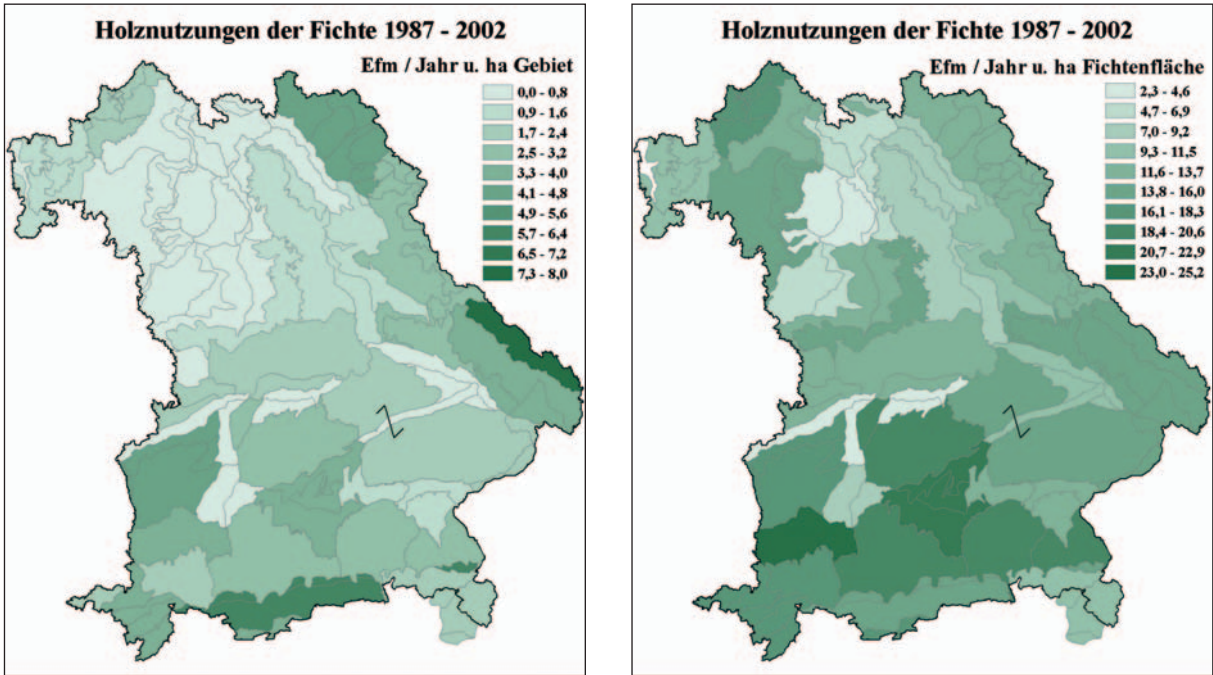 Holznutzungen der Fichte 1987 - 2002
Efm / Jahr u. ha Gebiet
0,0 - 0,8
0,9 - 1,6
1,7 - 2,4
2,5 - 3,2
3,3 - 4,0
4,1 - 4,8
4,9 - 5,6
5,7 - 6,4
6,5 - 7,2
7,3 - 8,0
Holznutzungen der Fichte 1987 - 2002
Efm / Jahr u. ha Fichtenfläche
2,3 - 4,6
4,7 - 6,9
7,0 - 9,2
9,3 - 11,5
11,6 - 13,7
13,8 - 16,0
16,1 - 18,3
18,4 - 20,6
20,7 - 22,9
23,0 - 25,2